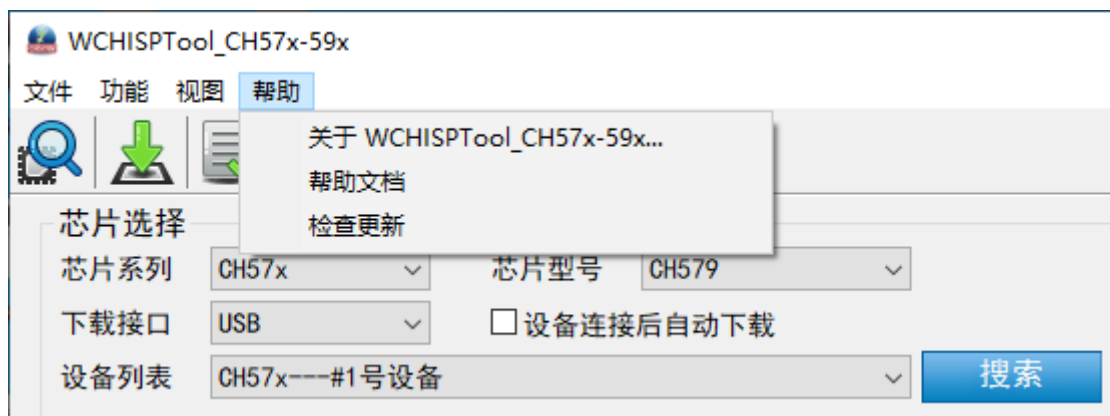 WCHISPTool_CH57x-59x
文件 功能 视图 帮助
关于 WCHISPTool_CH57x-59x...
帮助文档
检查更新
芯片选择
芯片系列 CH57x 芯片型号 CH579
下载接口 USB 设备连接后自动下载
设备列表 CH57x---#1号设备 搜索